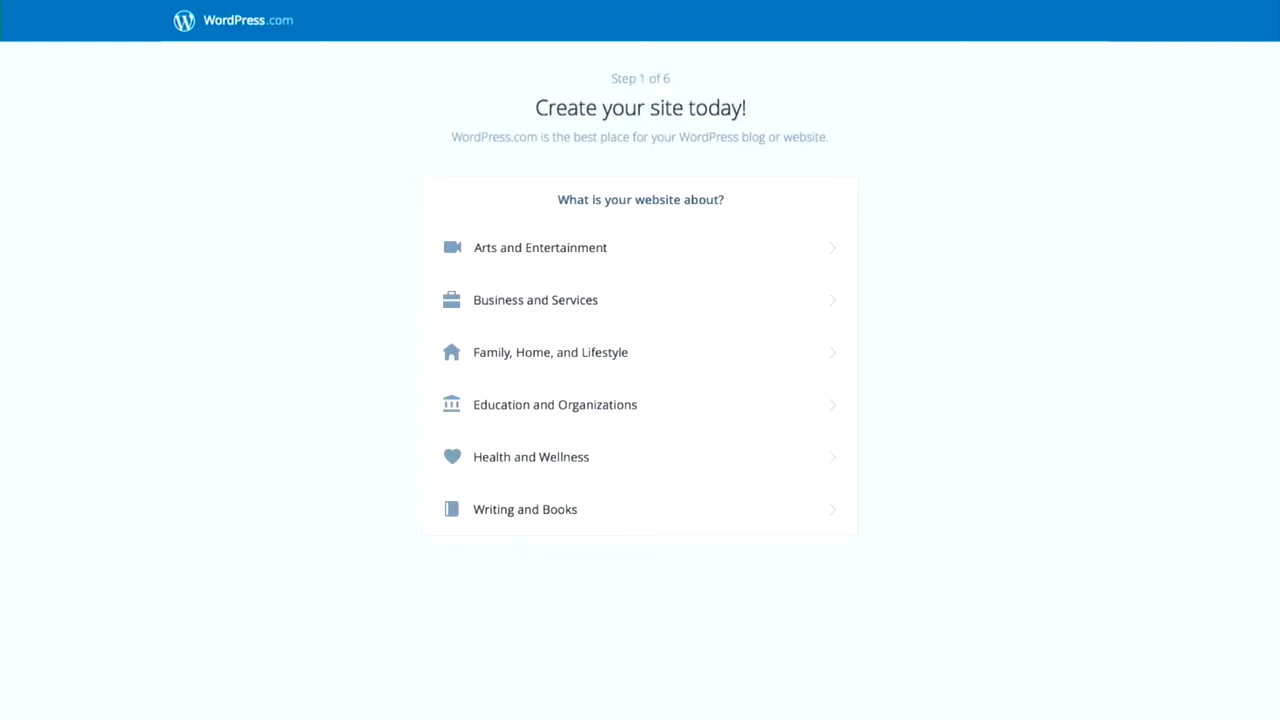 WordPress.com
Step 1 of 6
Create your site today!
WordPress.com is the best place for your WordPress blog or website.
What is your website about?
Arts and Entertainment
Business and Services
Family, Home, and Lifestyle
Education and Organizations
Health and Wellness
Writing and Books